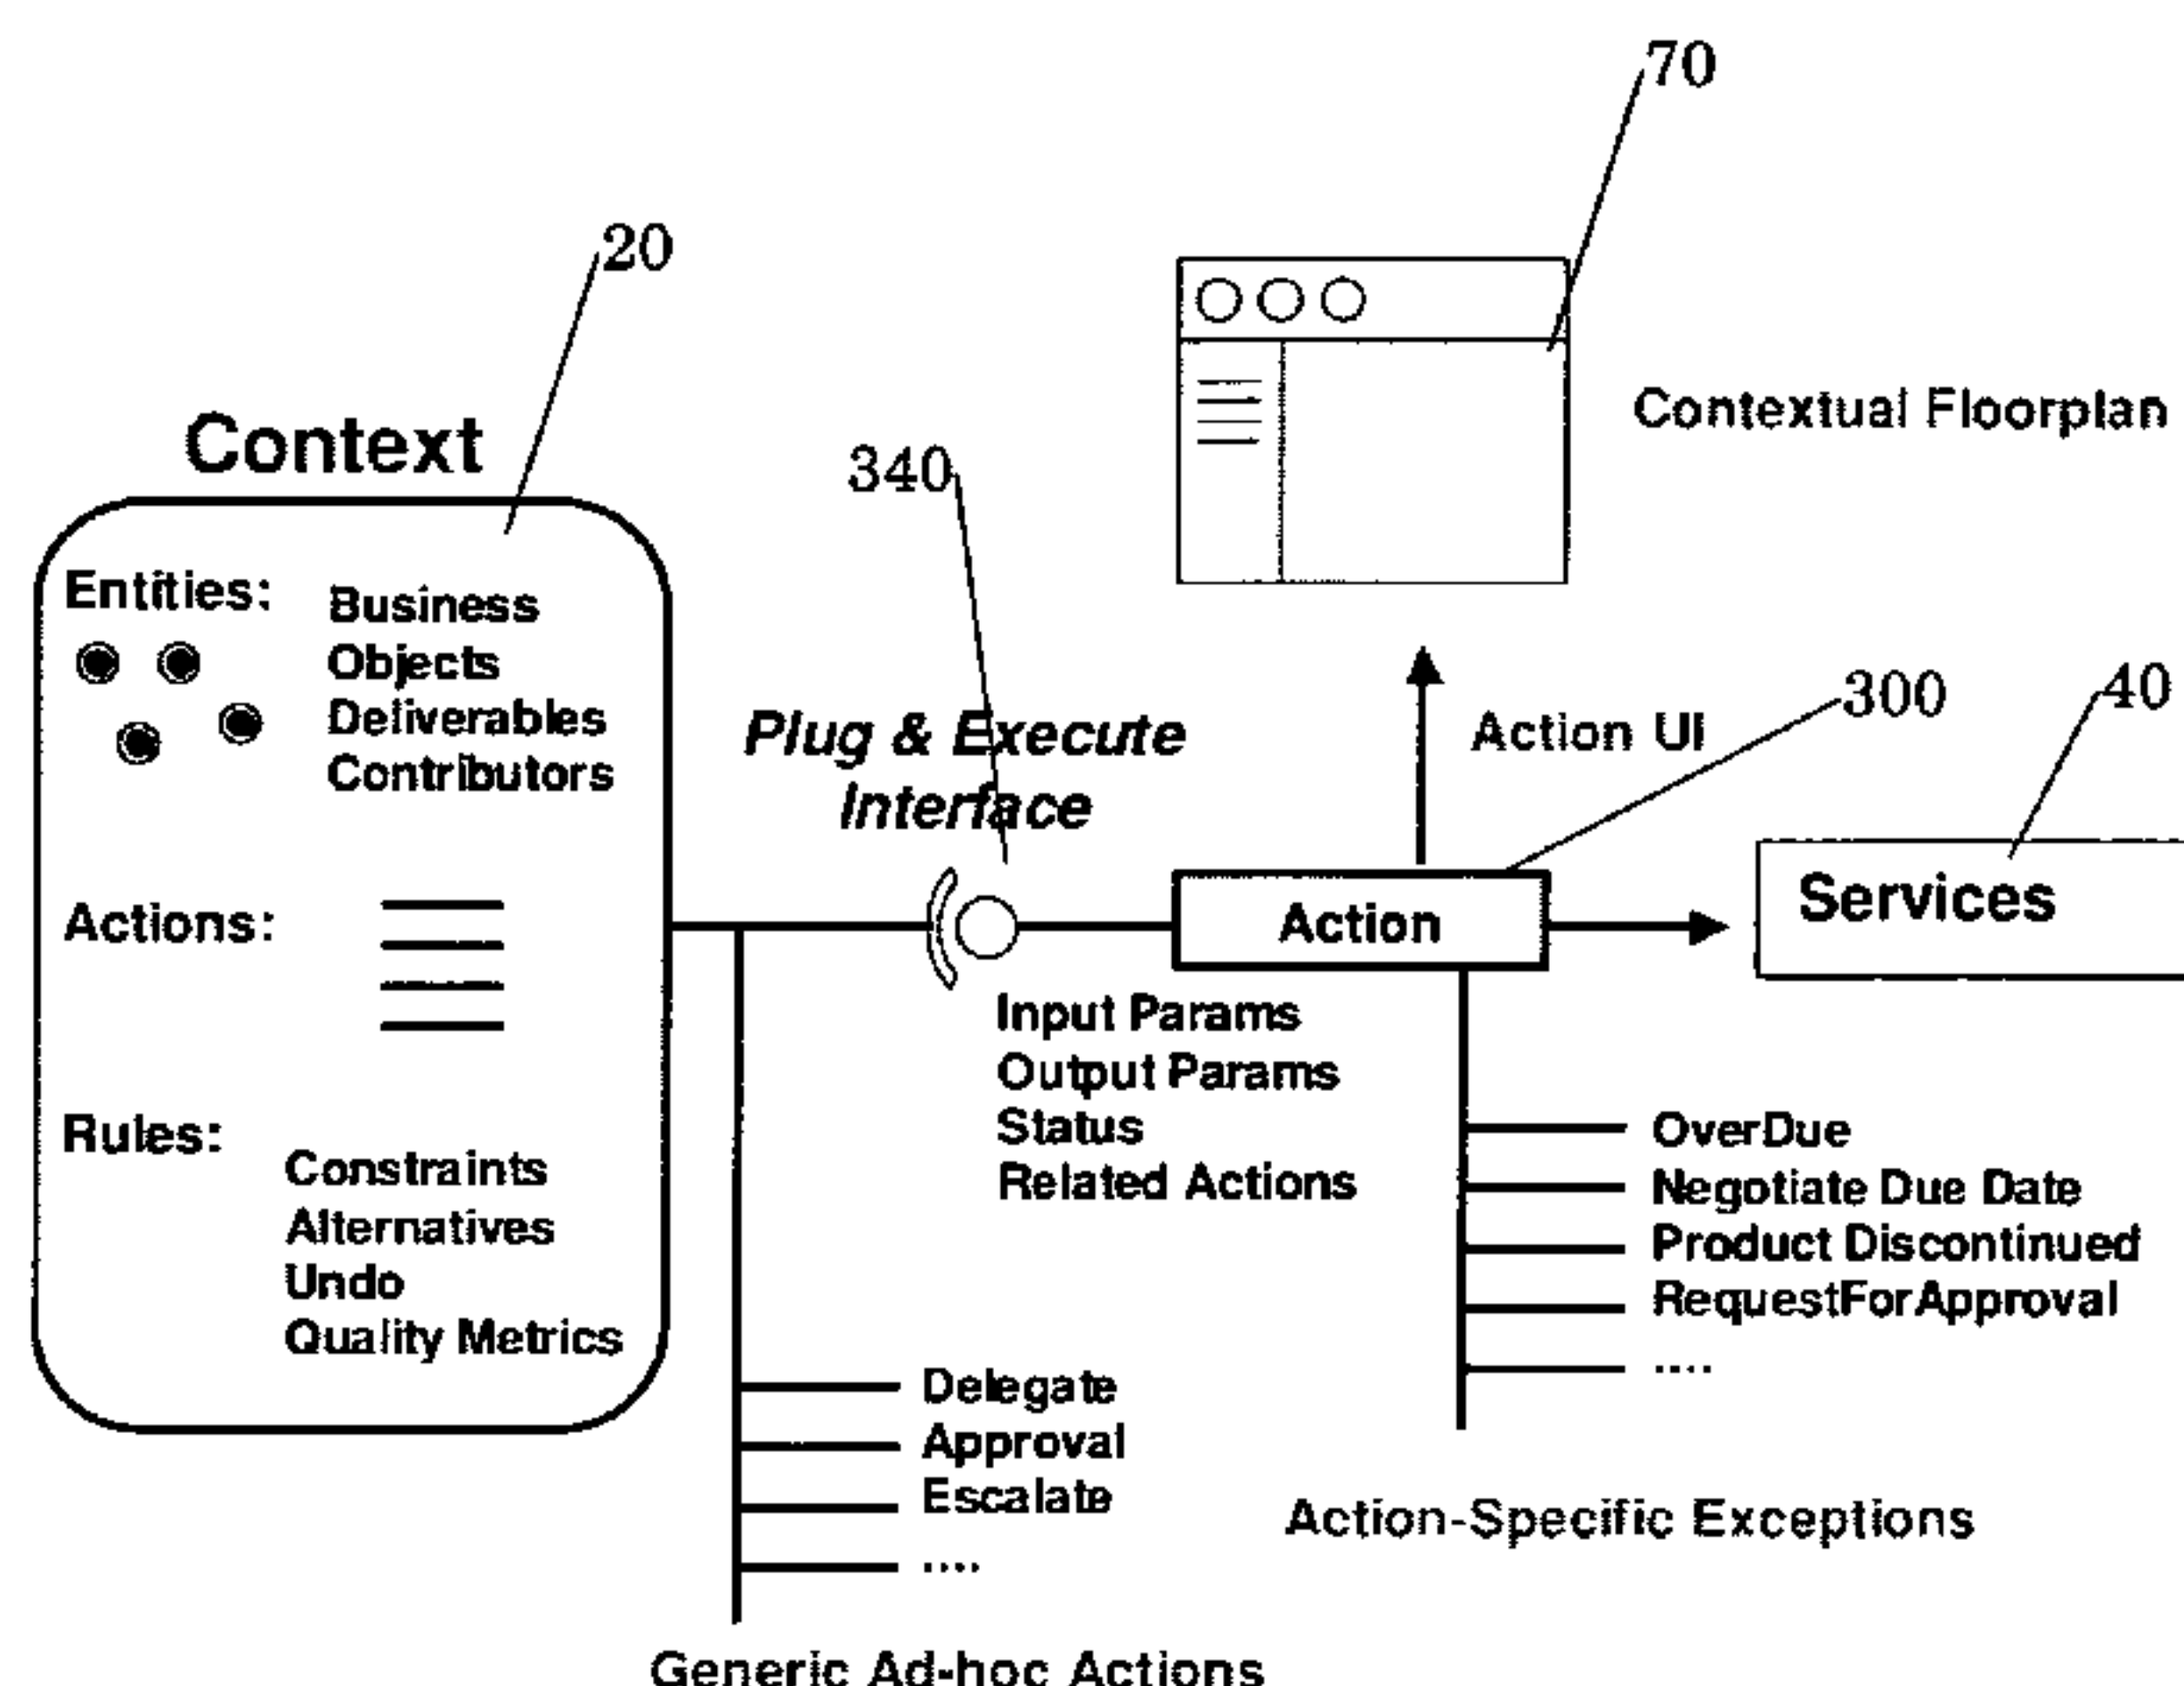 70
20
Context
340
Contextual Floorplan
Entities:
Business
Objects
Deliverables
Contributors
Plug & Execute
Interface
Action UI
300
40
Services
Actions:
Action
Input Params
Output Params
Status
Related Actions
Rules:
Constraints
Alternatives
Undo
Quality Metrics
OverDue
Negotiate Due Date
Product Discontinued
RequestForApproval
....
Delegate
Approval
Escalate
....
Action-Specific Exceptions
Generic Ad-hoc Actions